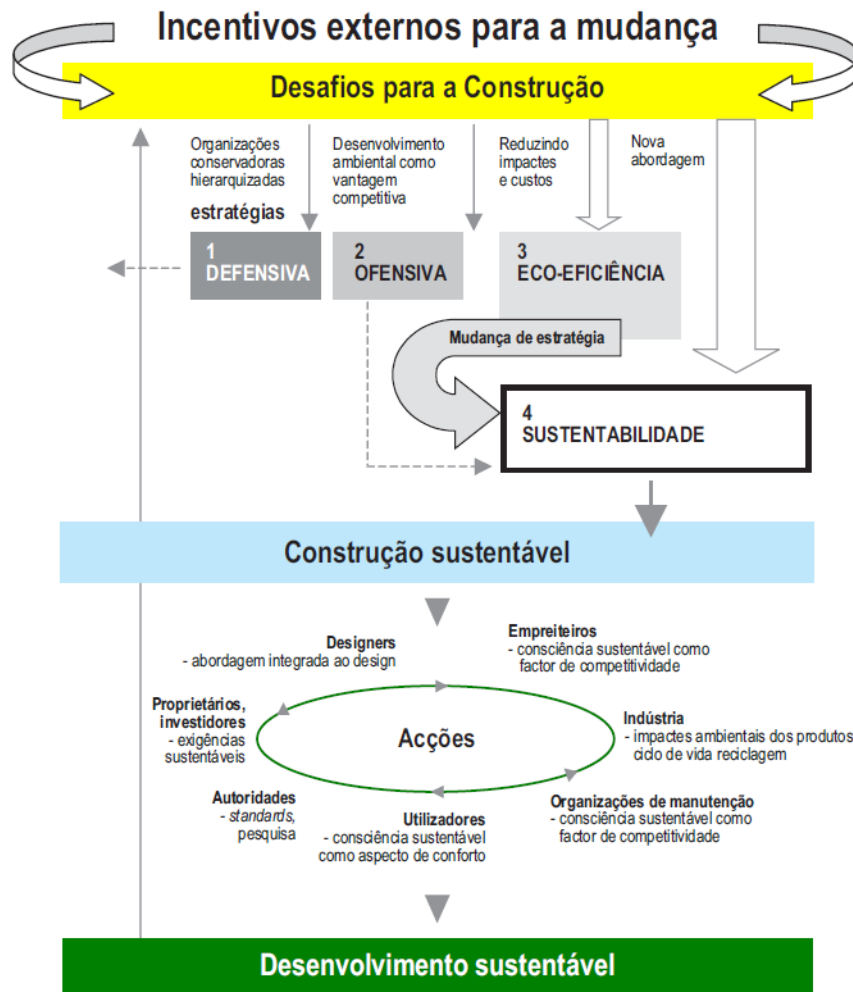 Incentivos externos para a mudança
Desafios para a Construção
Organizações
conservadoras
hierarquizadas
estratégias
Desenvolvimento
ambiental como
vantagem
competitiva
Reduzindo
impactes
e custos
Nova
abordagem
1
DEFENSIVA
2
OFENSIVA
3
ECO-EFICIÊNCIA
Mudança de estratégia
4
SUSTENTABILIDADE
Construção sustentável
Designers
- abordagem integrada ao design
Empreiteiros
- consciência sustentável como
factor de competitividade
Proprietários,
investidores
- exigências
sustentáveis
Acções
Indústria
- impactes ambientais dos produtos
ciclo de vida reciclagem
Autoridades
- standards,
pesquisa
Utilizadores
- consciência sustentável
como aspecto de conforto
Organizações de manutenção
- consciência sustentável como
factor de competitividade
Desenvolvimento sustentável